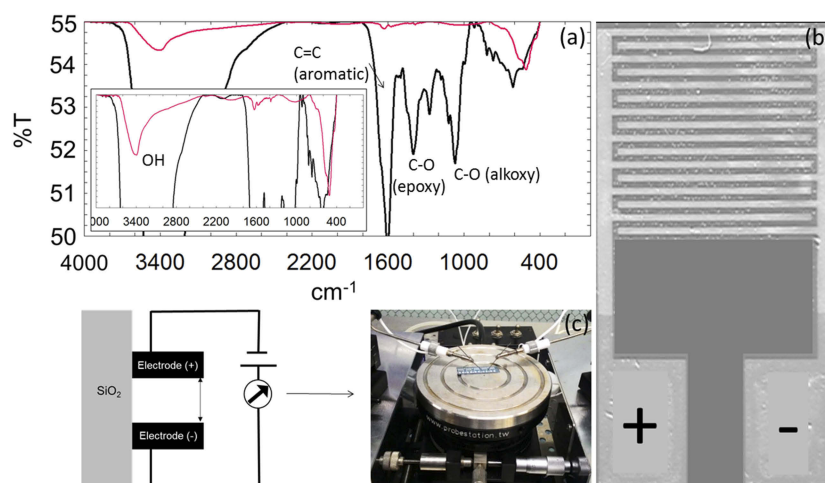 (a)
55
54
53
52
51
50
%T
C=C
(aromatic)
OH
4000 3400 2800 2200 1600 1000 400
C-O
(epoxy)
C-O (alkoxy)
4000 3400 2800 2200 1600 1000 400
cm-1
(b)
+
-
SiO2
Electrode (+)
Electrode (-)
(c)
www.probestation.tw